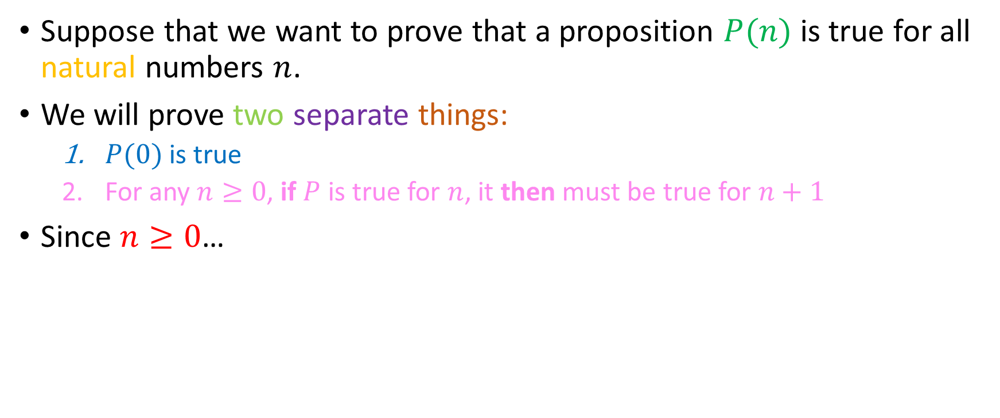 • Suppose that we want to prove that a proposition P(n) is true for all
natural numbers n.
• We will prove two separate things:
1. P(0) is true
2. For any n ≥ 0, if P is true for n, it then must be true for n + 1
• Since n ≥ 0…